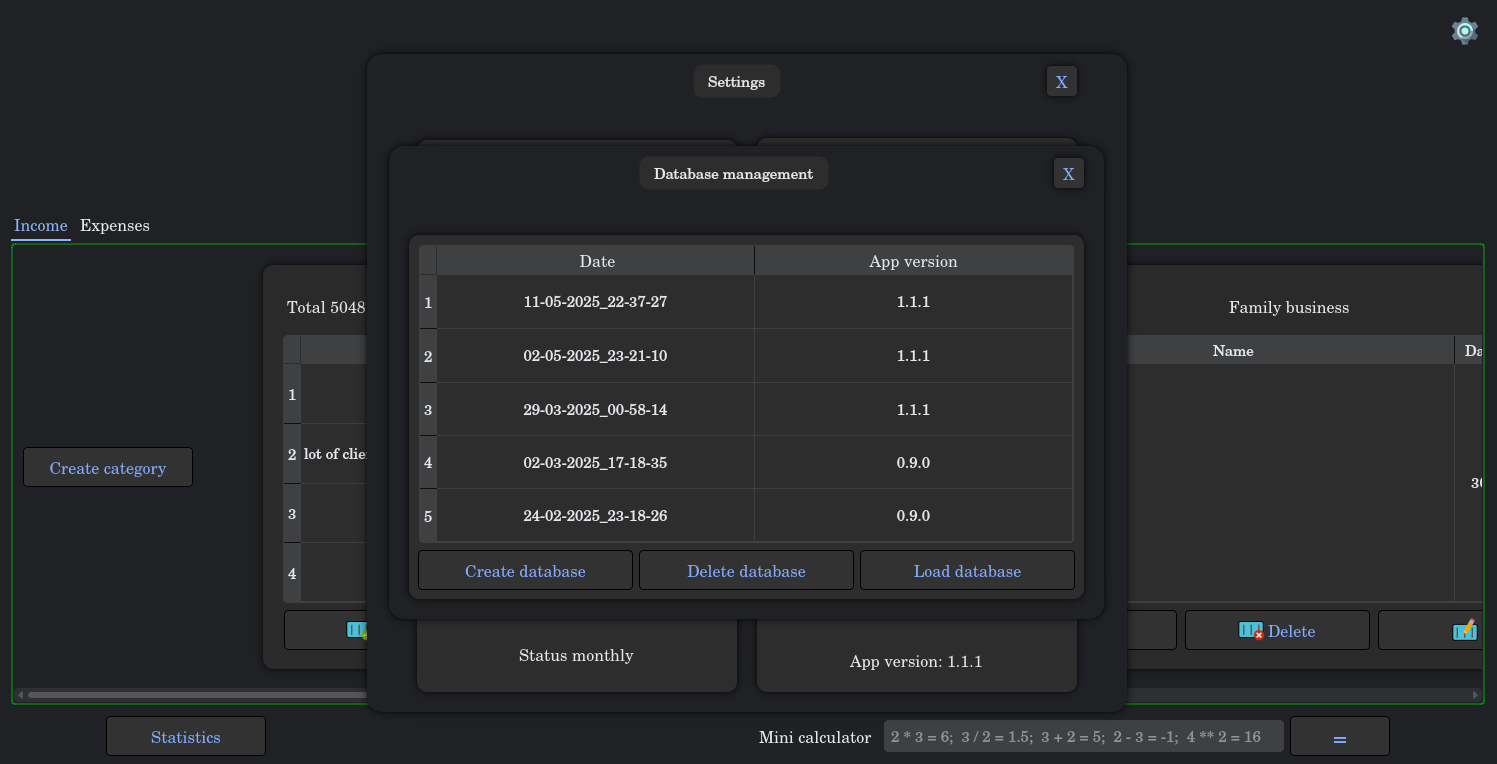 Settings
X
Database management
X
Income Expenses
Date App version
1 11-05-2025_22-37-27 1.1.1
2 02-05-2025_23-21-10 1.1.1
3 29-03-2025_00-58-14 1.1.1
4 02-03-2025_17-18-35 0.9.0
5 24-02-2025_23-18-26 0.9.0
Create database Delete database Load database
Total 5048
1
2 lot of clie
3
4
Create category
Family business
Name Da
30
Delete
Status monthly
App version: 1.1.1
Statistics
Mini calculator 2 * 3 = 6; 3 / 2 = 1.5; 3 + 2 = 5; 2 - 3 = -1; 4 ** 2 = 16 =